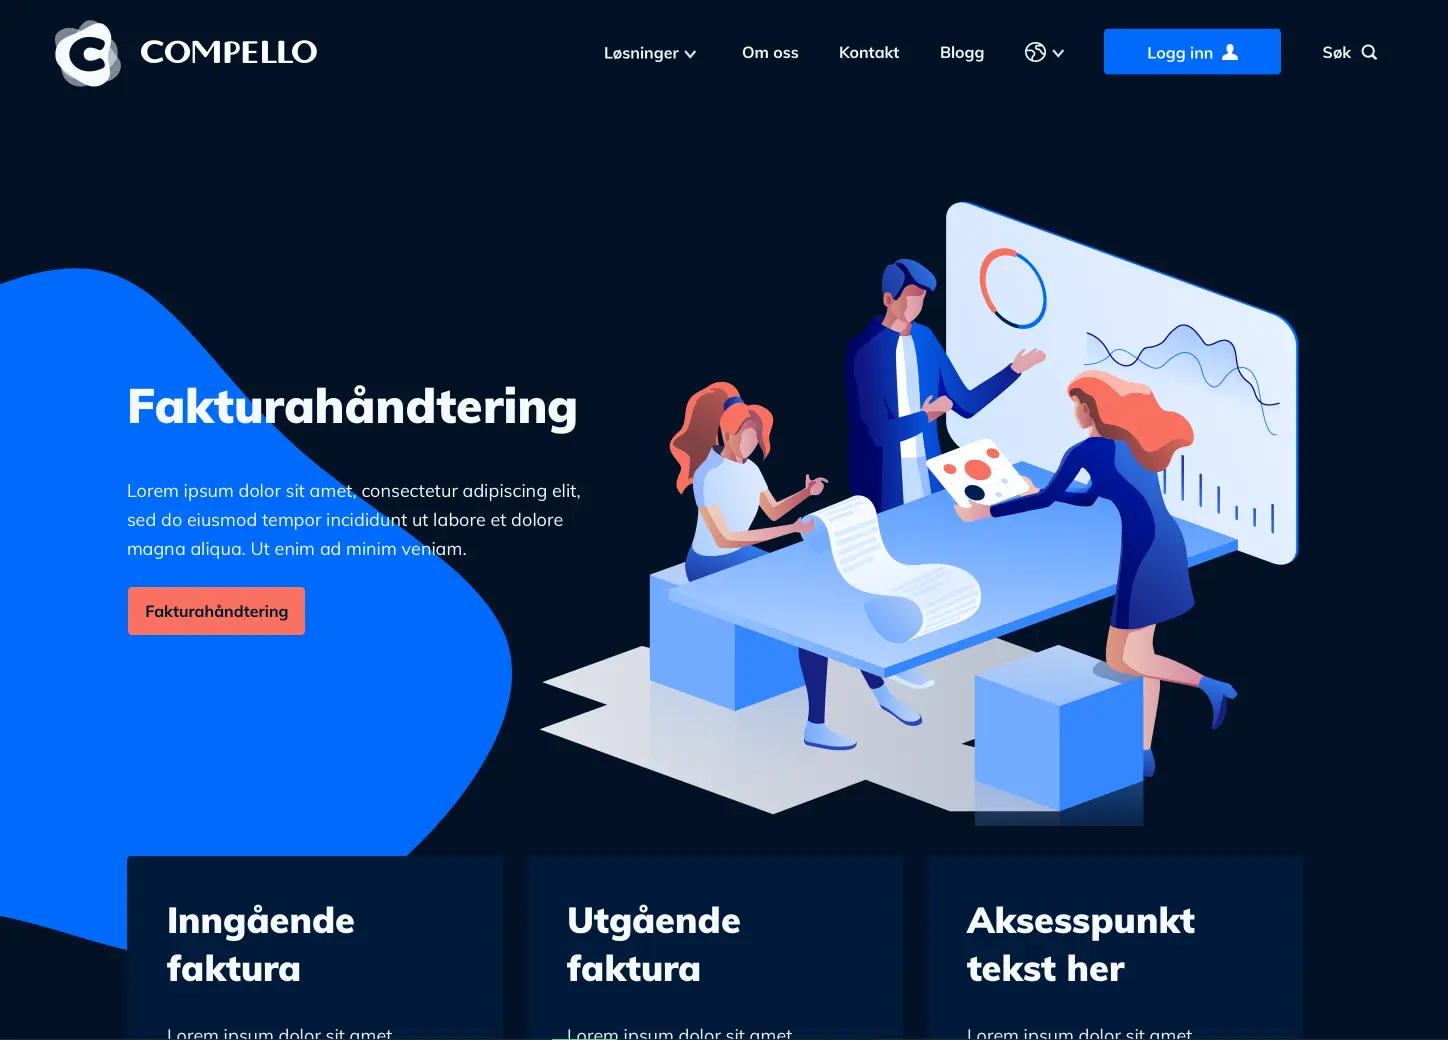 COMPELLO
Løsninger Om oss Kontakt Blogg Logg inn Søk
Fakturahåndtering
Lorem ipsum dolor sit amet, consectetur adipiscing elit,
sed do eiusmod tempor incididunt ut labore et dolore
magna aliqua. Ut enim ad minim veniam.
Fakturahåndtering
Inngående
faktura
Lorem ipsum dolor sit amet
Utgående
faktura
Lorem ipsum dolor sit amet
Aksesspunkt
tekst her
Lorem ipsum dolor sit amet